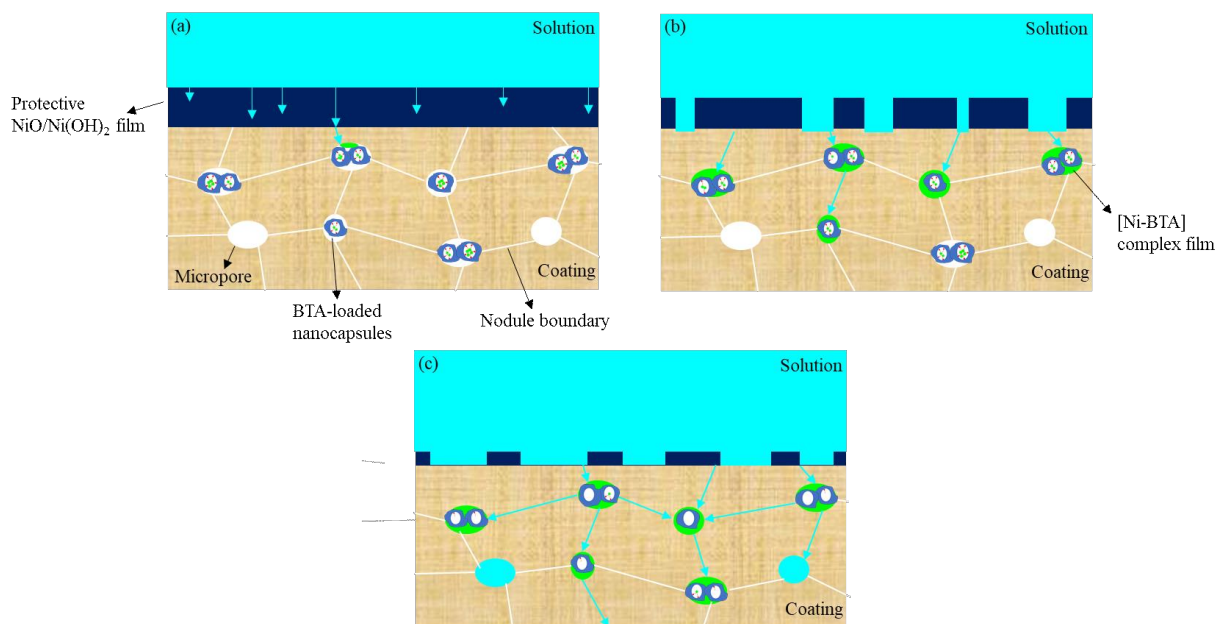 (a)
Solution
Protective
NiO/Ni(OH)₂ film
Micropore
Coating
BTA-loaded
nanocapsules
Nodule boundary
(b)
Solution
[Ni-BTA]
complex film
Coating
(c)
Solution
Coating